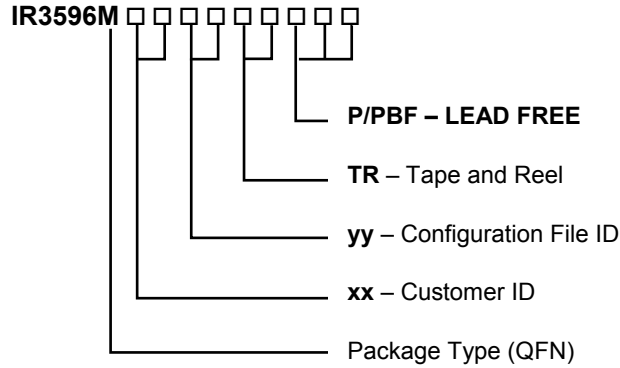 IR3596M □ □ □ □ □ □ □ □ □
P/PBF – LEAD FREE
TR – Tape and Reel
yy – Configuration File ID
xx – Customer ID
Package Type (QFN)